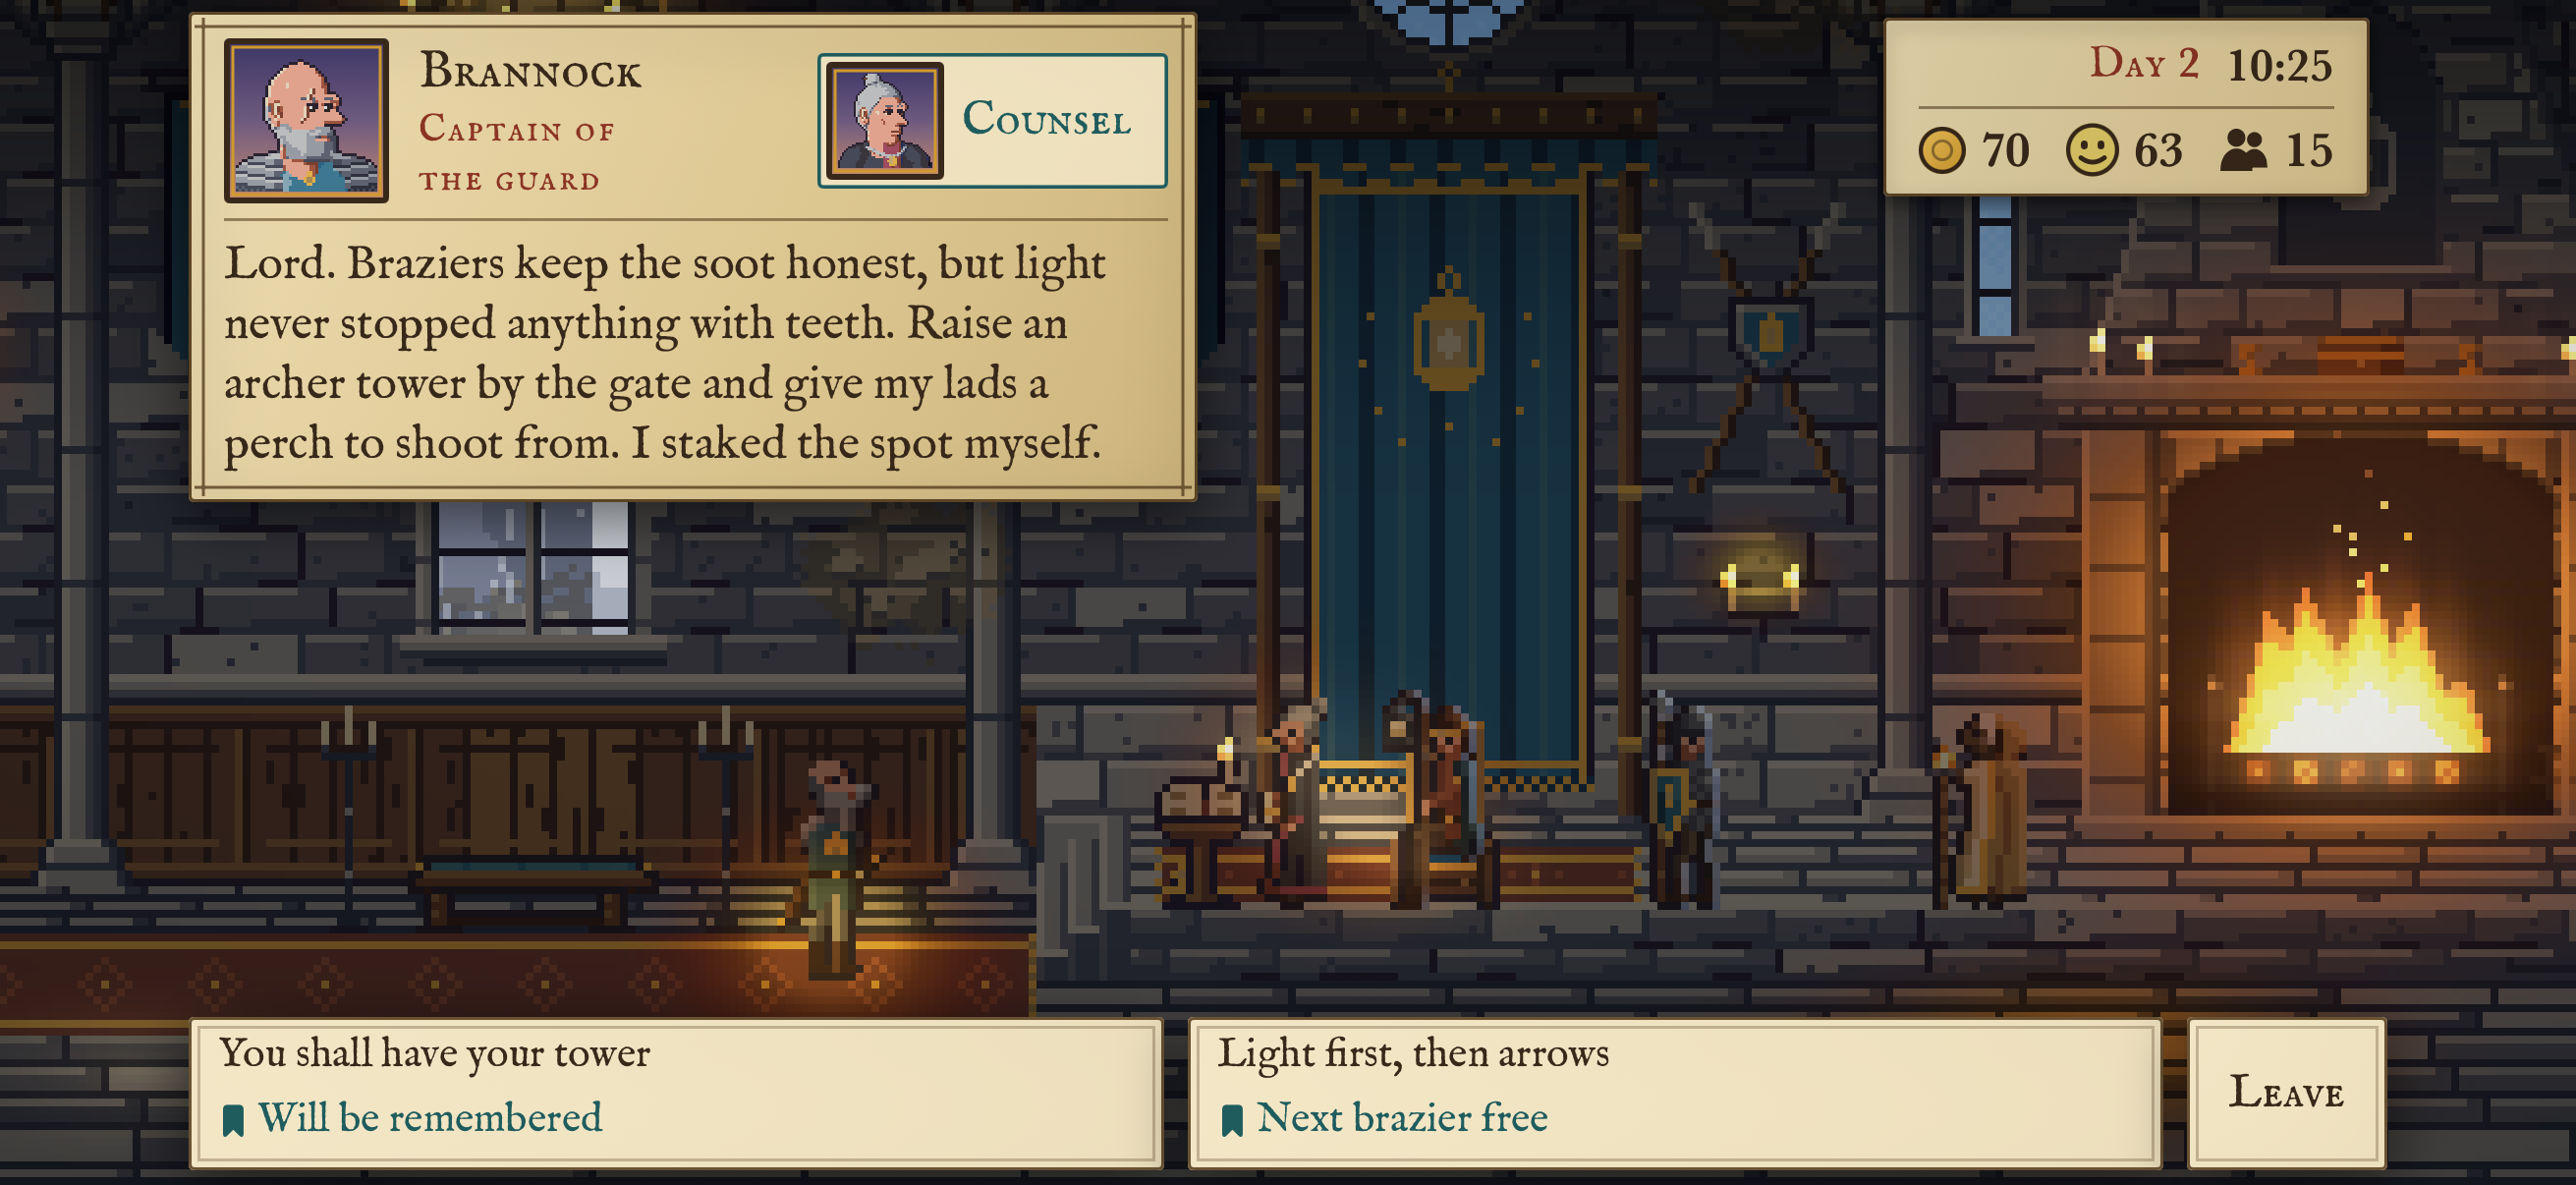 Brannock
Captain of
the guard
Counsel
Lord. Braziers keep the soot honest, but light
never stopped anything with teeth. Raise an
archer tower by the gate and give my lads a
perch to shoot from. I staked the spot myself.
Day 2 10:25
70 63 15
You shall have your tower
Will be remembered
Light first, then arrows
Next brazier free
Leave